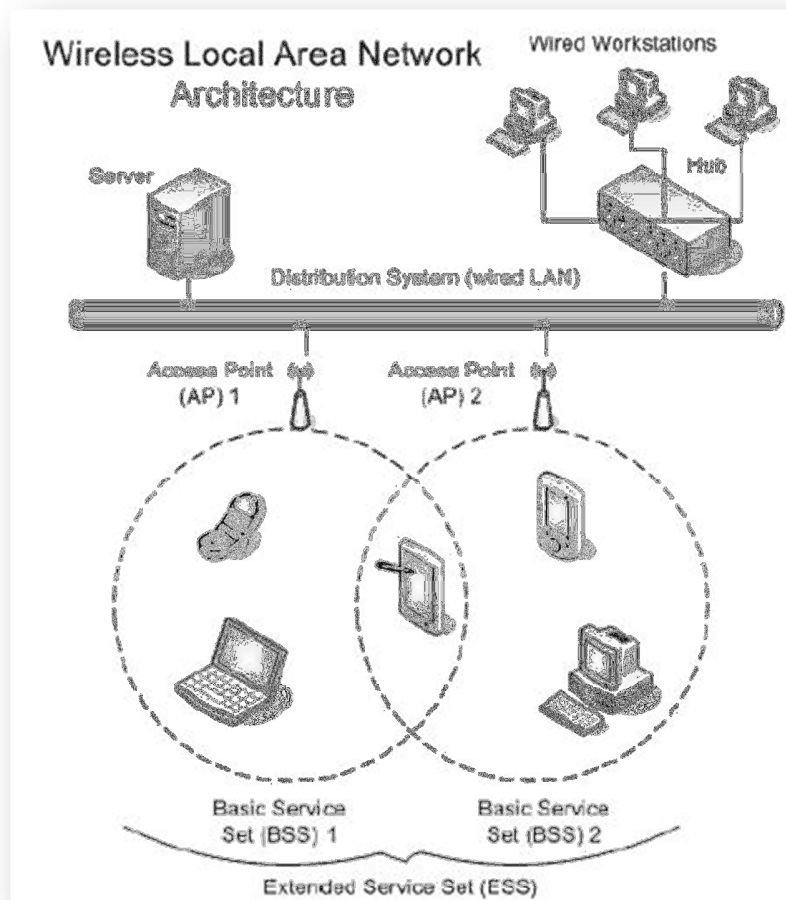 Wireless Local Area Network
Architecture
Wired Workstations
Server
Hub
Distribution System (wired LAN)
Access Point
(AP) 1
Access Point
(AP) 2
Basic Service
Set (BSS) 1
Basic Service
Set (BSS) 2
Extended Service Set (ESS)